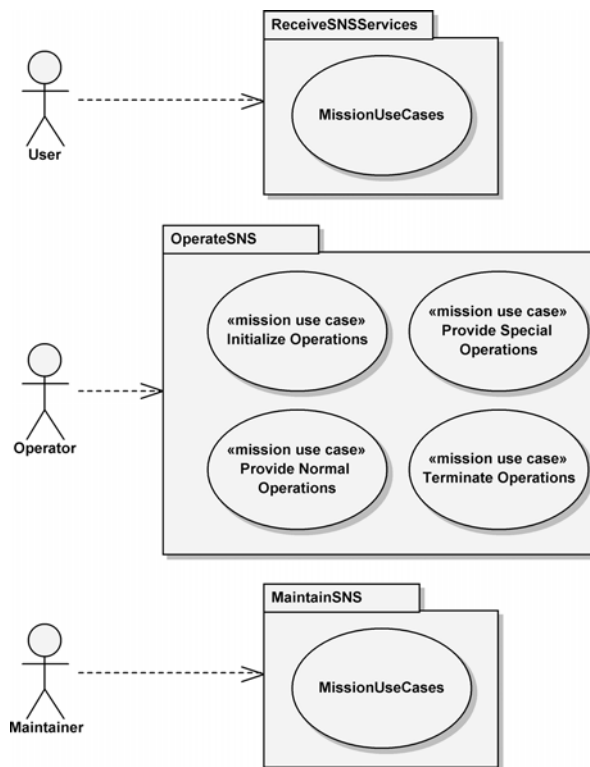 ReceiveSNSServices
MissionUseCases
User
OperateSNS
«mission use case»
Initialize Operations
«mission use case»
Provide Special
Operations
Operator
«mission use case»
Provide Normal
Operations
«mission use case»
Terminate Operations
MaintainSNS
MissionUseCases
Maintainer